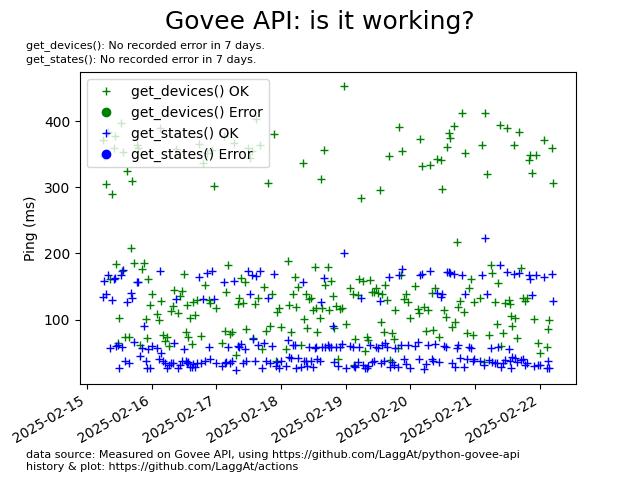 Govee API: is it working?
get_devices(): No recorded error in 7 days.
get_states(): No recorded error in 7 days.
get_devices() OK
get_devices() Error
get_states() OK
get_states() Error
400
300
200
100
Ping (ms)
2025-02-15
2025-02-16
2025-02-17
2025-02-18
2025-02-19
2025-02-20
2025-02-21
2025-02-22
data source: Measured on Govee API, using https://github.com/LaggAt/python-govee-api
history & plot: https://github.com/LaggAt/actions